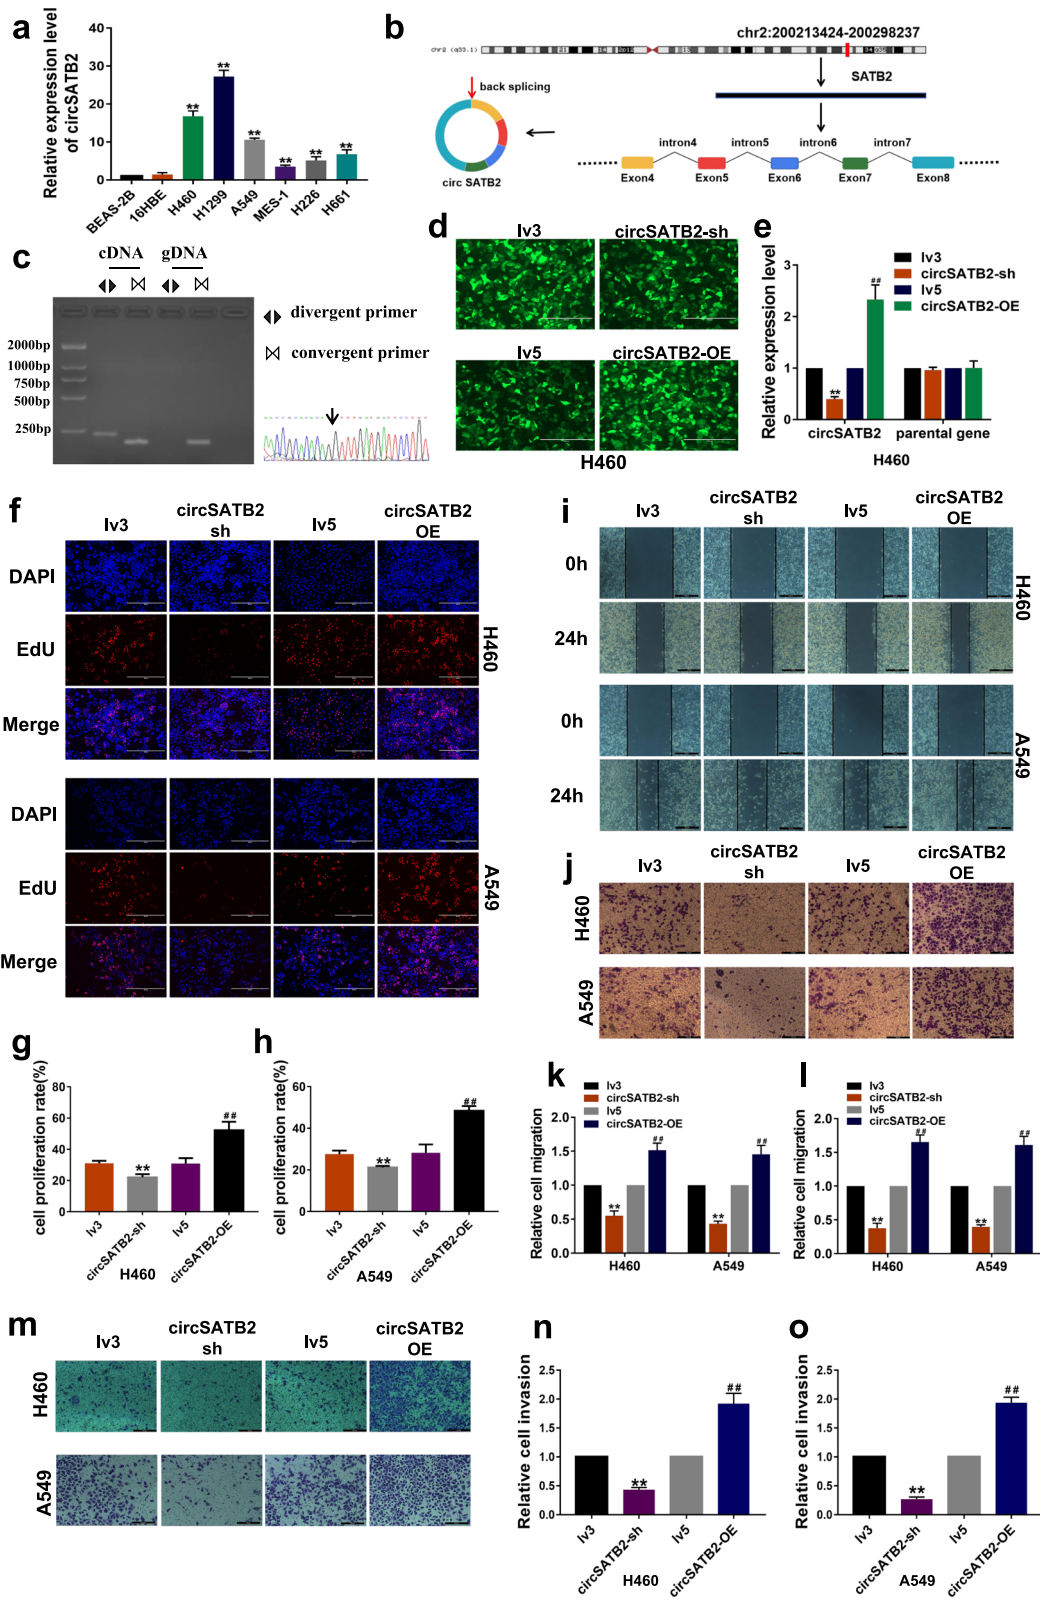 a
Relative expression level
of circSATB2
40
30
20
10
0
**
**
**
**
**
**
BEAS-2B
16HBE
H460
H1299
A549
MES-1
H226
H661
b
chr2:200213424-200298237
chr2 (q33.1)
SATB2
back splicing
circ SATB2
intron4
intron5
intron6
intron7
Exon4
Exon5
Exon6
Exon7
Exon8
c
cDNA
gDNA
2000bp
1000bp
750bp
500bp
250bp
divergent primer
convergent primer
d
lv3
circSATB2-sh
lv5
circSATB2-OE
H460
e
Relative expression level
3
2
1
0
lv3
circSATB2-sh
lv5
circSATB2-OE
**
##
circSATB2
parental gene
H460
f
lv3
circSATB2
sh
lv5
circSATB2
OE
DAPI
EdU
Merge
H460
DAPI
EdU
Merge
A549
g
cell proliferation rate(%)
80
60
40
20
0
**
##
lv3
circSATB2-sh
lv5
circSATB2-OE
H460
h
cell proliferation rate(%)
60
40
20
0
**
##
lv3
circSATB2-sh
lv5
circSATB2-OE
A549
i
lv3
circSATB2
sh
lv5
circSATB2
OE
0h
24h
H460
0h
24h
A549
j
lv3
circSATB2
sh
lv5
circSATB2
OE
H460
A549
k
lv3
circSATB2-sh
lv5
circSATB2-OE
Relative cell migration
2.0
1.5
1.0
0.5
0.0
**
##
**
##
H460
A549
l
lv3
circSATB2-sh
lv5
circSATB2-OE
Relative cell migration
2.0
1.5
1.0
0.5
0.0
**
##
**
##
H460
A549
m
lv3
circSATB2
sh
lv5
circSATB2
OE
H460
A549
n
Relative cell invasion
2.5
2.0
1.5
1.0
0.5
0.0
**
##
lv3
circSATB2-sh
lv5
circSATB2-OE
H460
o
Relative cell invasion
2.5
2.0
1.5
1.0
0.5
0.0
**
##
lv3
circSATB2-sh
lv5
circSATB2-OE
A549